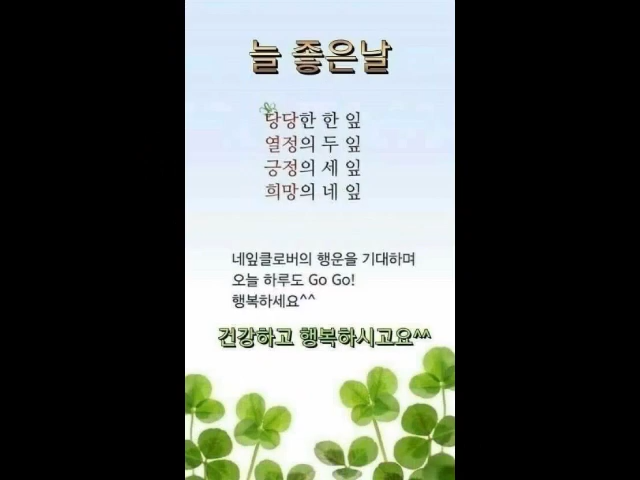 늘 좋은날
당당한 한 잎
열정의 두 잎
긍정의 세 잎
희망의 네 잎
네잎클로버의 행운을 기대하며
오늘 하루도 Go Go!
행복하세요^^
건강하고 행복하시고요^^